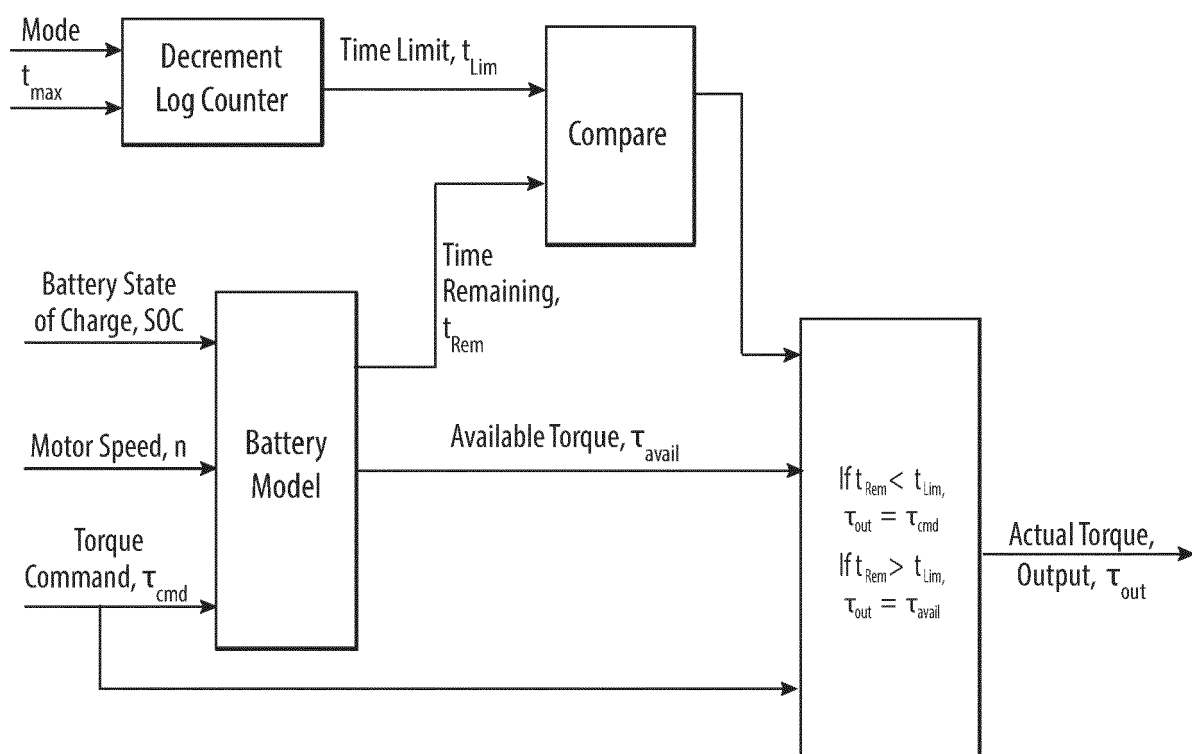 Mode
t_max
Decrement
Log Counter
Time Limit, t_Lim
Compare
Time
Remaining,
t_Rem
Battery State
of Charge, SOC
Motor Speed, n
Torque
Command, τ_cmd
Battery
Model
Available Torque, τ_avail
If t_Rem < t_Lim,
τ_out = τ_cmd
If t_Rem > t_Lim,
τ_out = τ_avail
Actual Torque,
Output, τ_out